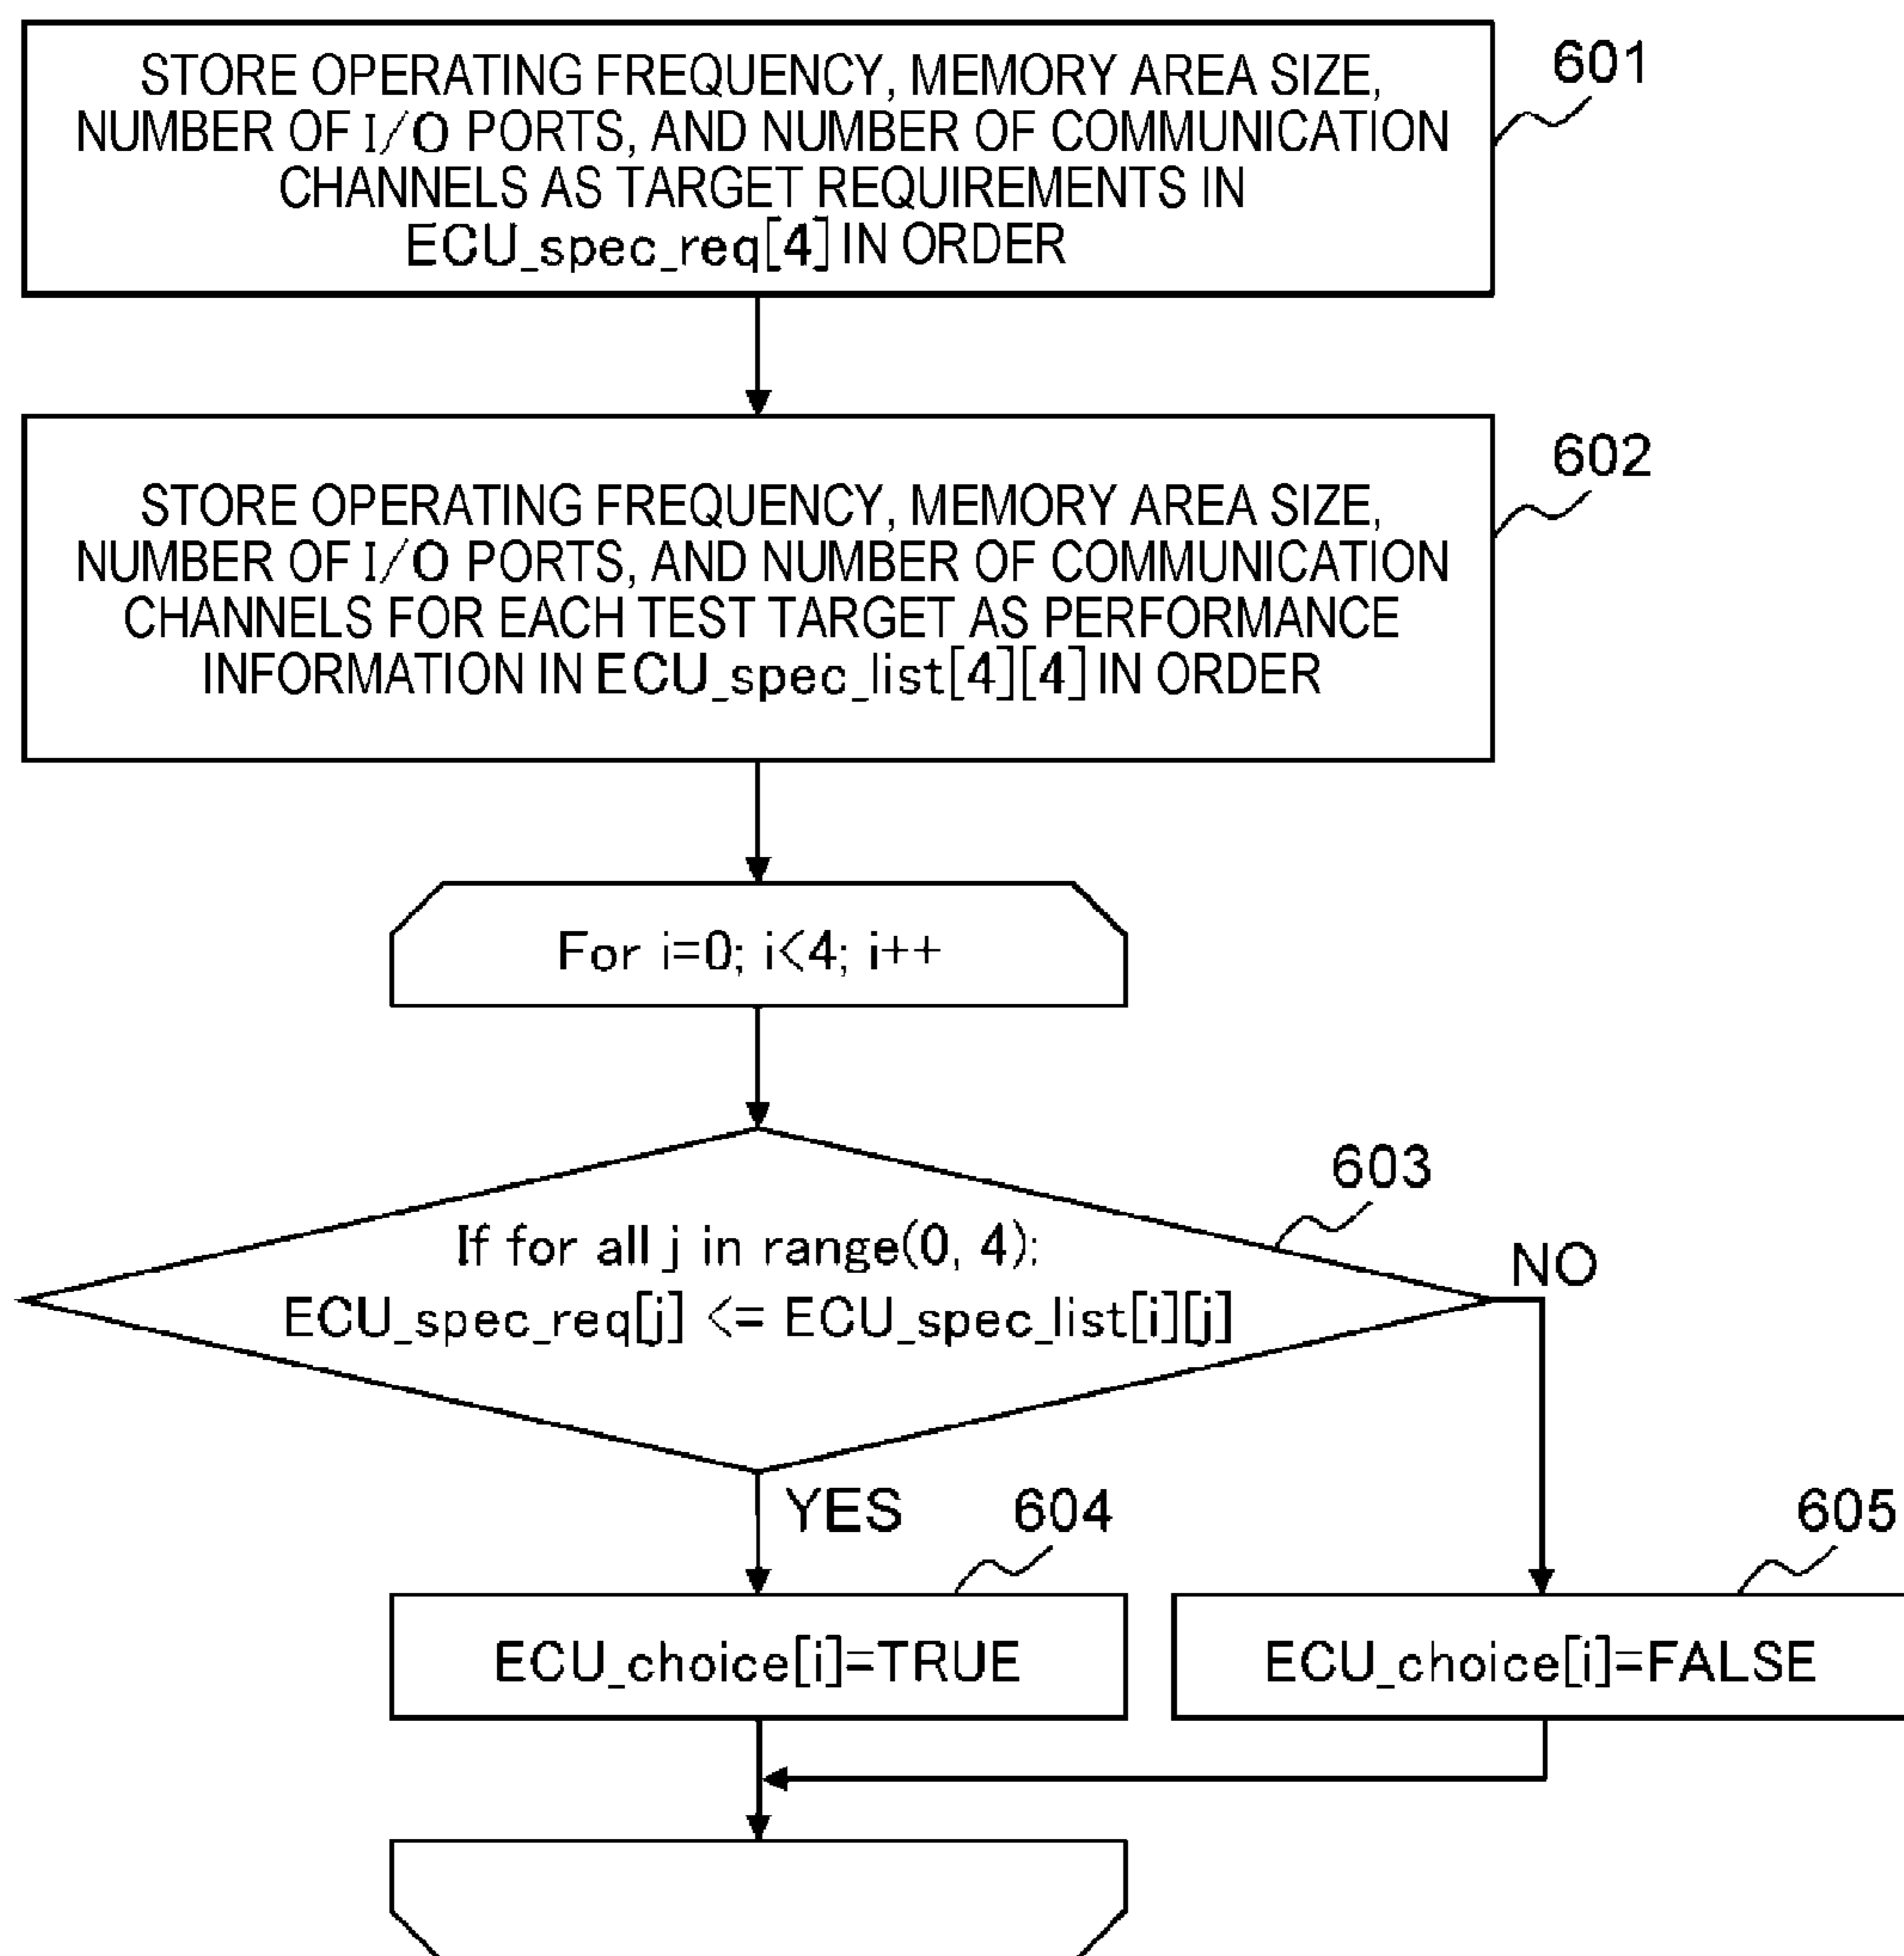 STORE OPERATING FREQUENCY, MEMORY AREA SIZE,
NUMBER OF I/O PORTS, AND NUMBER OF COMMUNICATION
CHANNELS AS TARGET REQUIREMENTS IN
ECU_spec_req[4] IN ORDER
601
STORE OPERATING FREQUENCY, MEMORY AREA SIZE,
NUMBER OF I/O PORTS, AND NUMBER OF COMMUNICATION
CHANNELS FOR EACH TEST TARGET AS PERFORMANCE
INFORMATION IN ECU_spec_list[4][4] IN ORDER
602
For i=0; i<4; i++
603
If for all j in range(0, 4):
ECU_spec_req[j] <= ECU_spec_list[i][j]
NO
YES
604
605
ECU_choice[i]=TRUE
ECU_choice[i]=FALSE